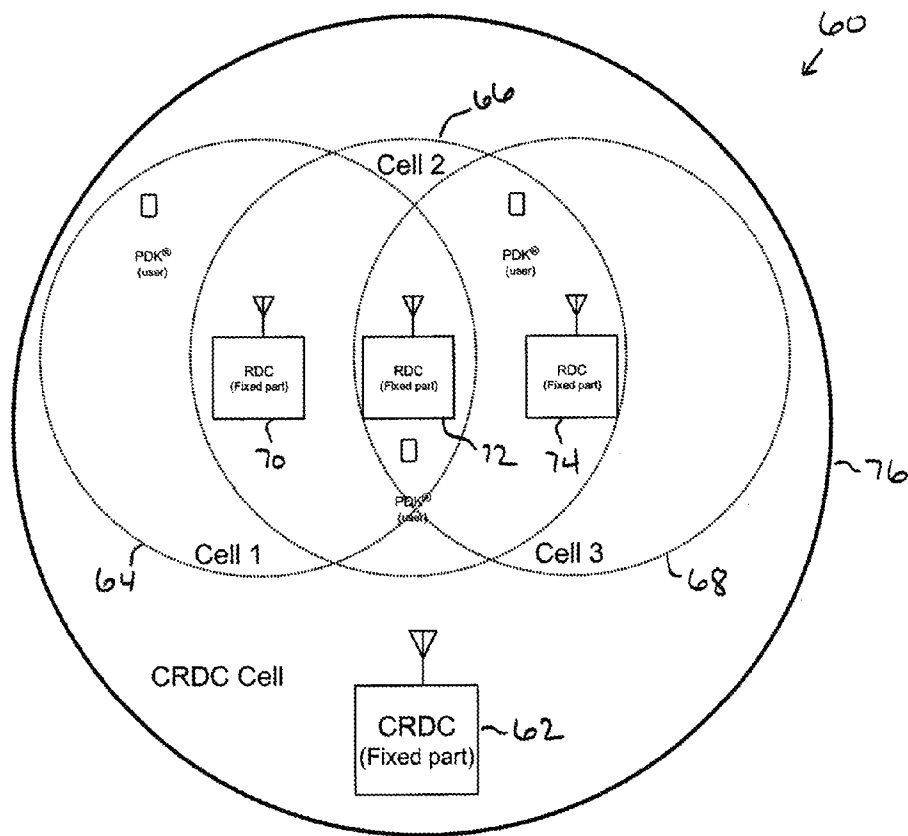 60
66
Cell 2
PDK®
(user)
PDK®
(user)
RDC
(Fixed part)
RDC
(Fixed part)
RDC
(Fixed part)
70
72
74
76
PDK®
(user)
64
Cell 1
Cell 3
68
CRDC Cell
CRDC
(Fixed part)
62